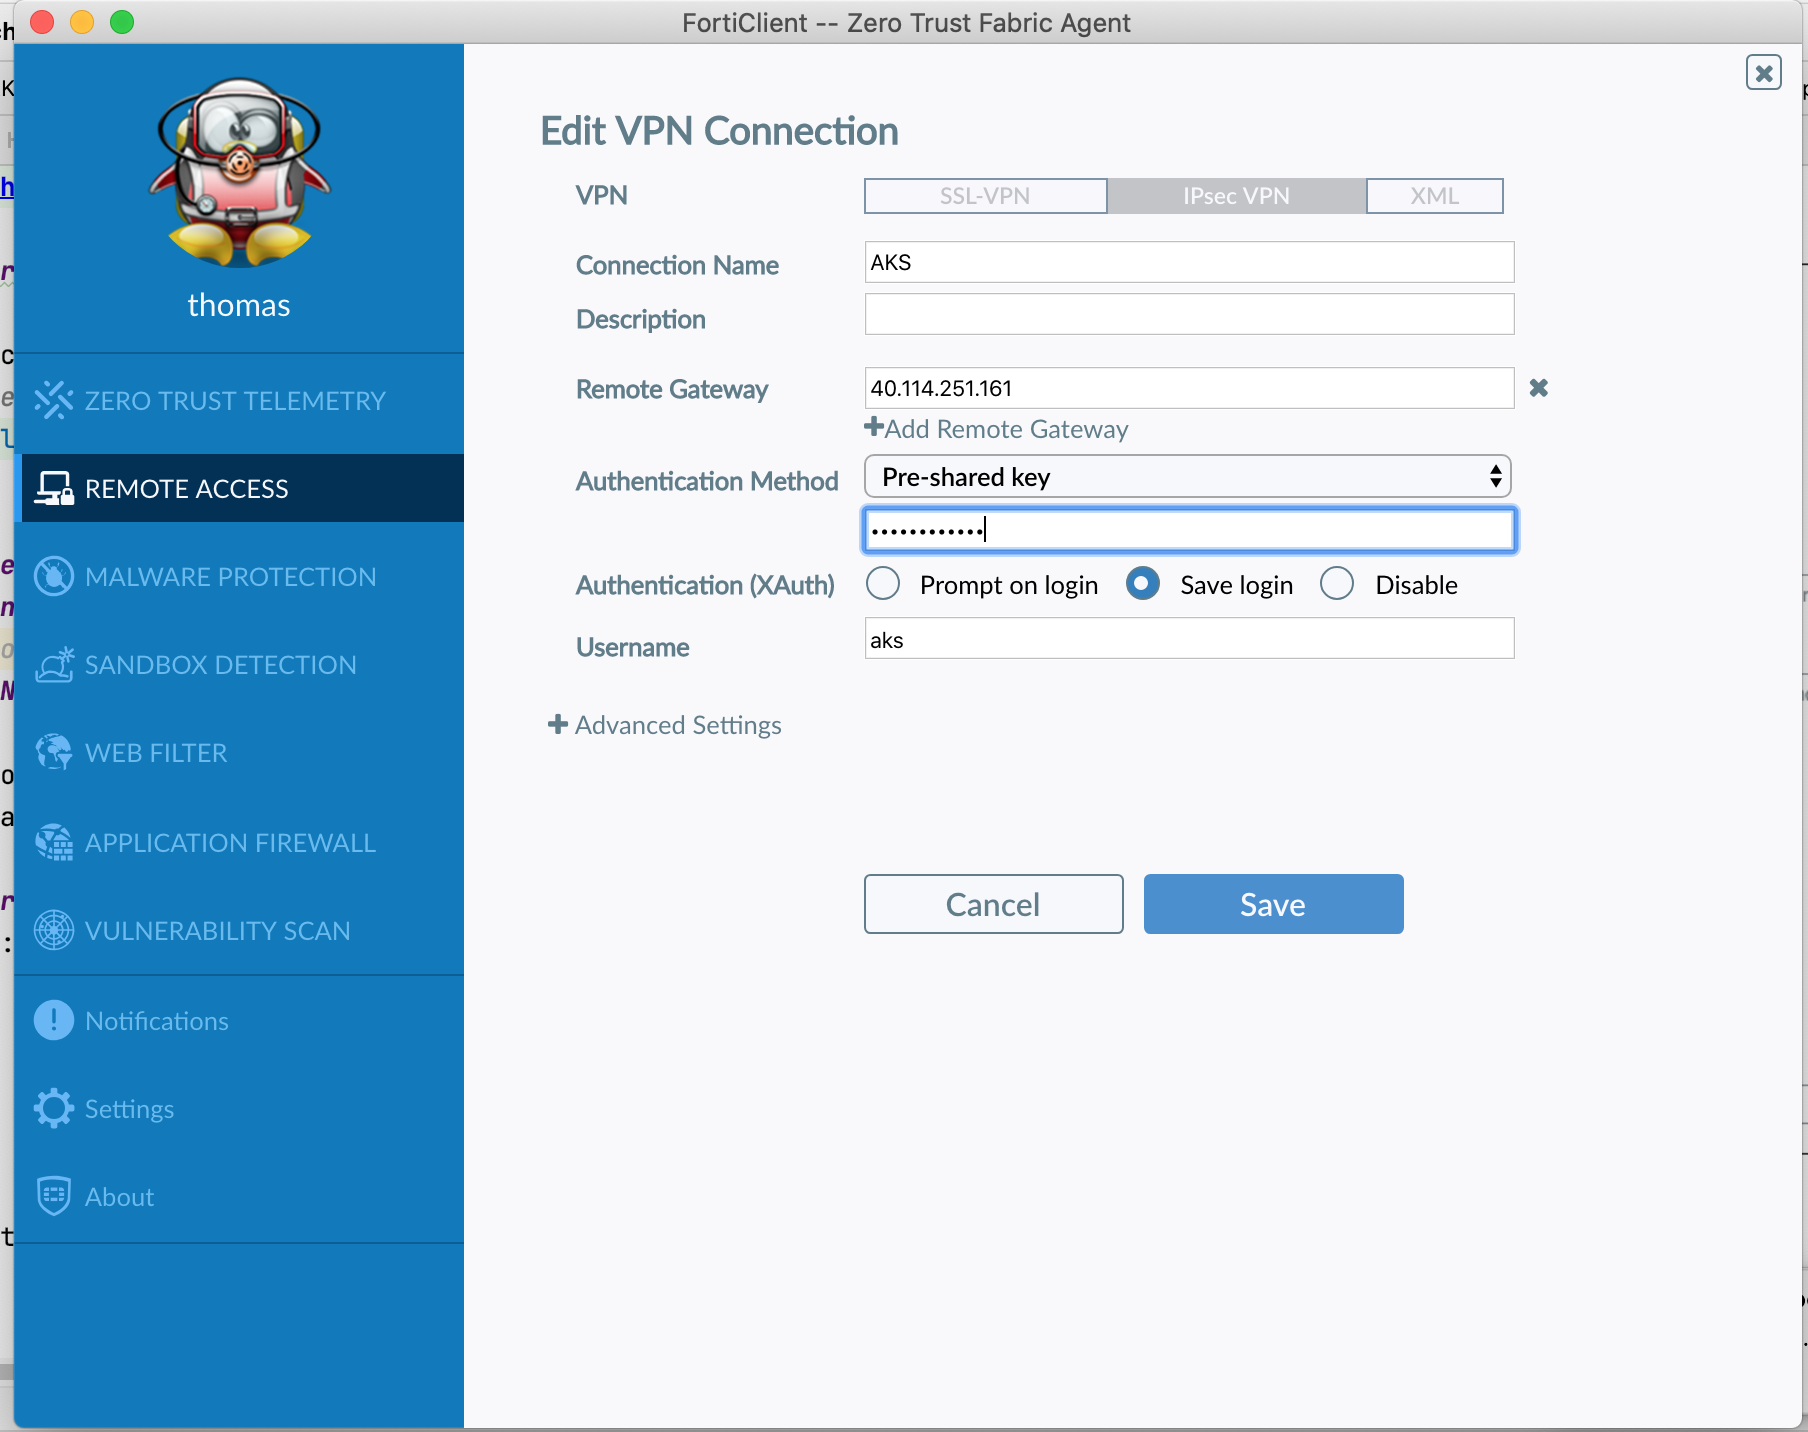 FortiClient -- Zero Trust Fabric Agent
thomas
ZERO TRUST TELEMETRY
REMOTE ACCESS
MALWARE PROTECTION
SANDBOX DETECTION
WEB FILTER
APPLICATION FIREWALL
VULNERABILITY SCAN
Notifications
Settings
About
Edit VPN Connection
VPN SSL-VPN IPsec VPN XML
Connection Name AKS
Description
Remote Gateway 40.114.251.161
Add Remote Gateway
Authentication Method Pre-shared key
••••••••••••
Authentication (XAuth) Prompt on login Save login Disable
Username aks
Advanced Settings
Cancel Save